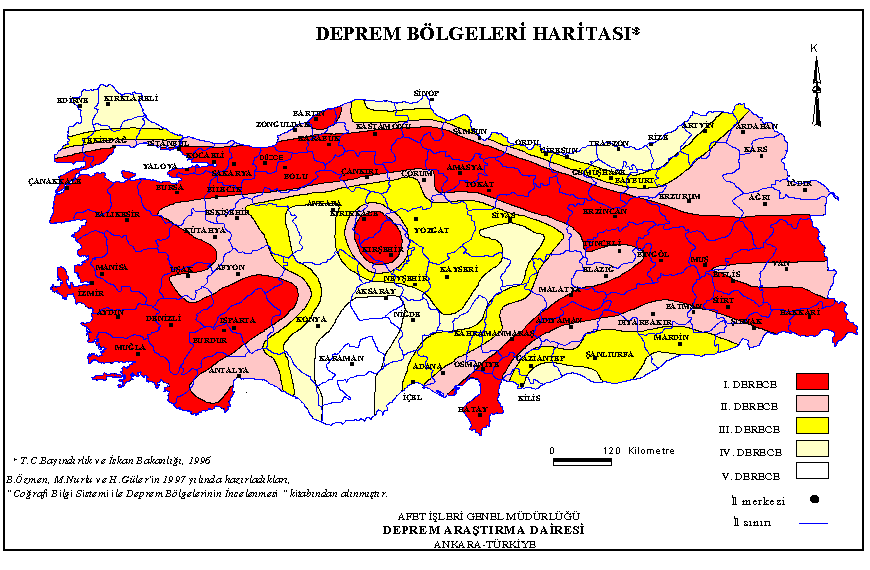 DEPREM BÖLGELERİ HARİTASI*
K
SİNOP
EDİRNE KIRKLARELİ
BARTIN
ZONGULDAK KASTAMONU SAMSUN ARTVİN ARDAHAN
TEKİRDAĞ İSTANBUL KARABÜK ORDU GİRESUN TRABZON RİZE
KOCAELİ DÜZCE KARS
YALOVA SAKARYA BOLU ÇANKIRI ÇORUM AMASYA GÜMÜŞHANE BAYBURT
ÇANAKKALE BURSA BİLECİK TOKAT IĞDIR
ERZURUM AĞRI
BALIKESİR ESKİŞEHİR ANKARA KIRIKKALE SİVAS ERZİNCAN
KÜTAHYA YOZGAT
KIRŞEHİR TUNCELİ BİNGÖL
MANİSA UŞAK AFYON NEVŞEHİR KAYSERİ ELAZIĞ MUŞ VAN
İZMİR AKSARAY MALATYA BİTLİS
AYDIN DENİZLİ ISPARTA KONYA NİĞDE ADIYAMAN DİYARBAKIR BATMAN SİİRT HAKKARİ
BURDUR KAHRAMANMARAŞ ŞIRNAK
MUĞLA MARDİN
ANTALYA KARAMAN ADANA OSMANİYE GAZİANTEP ŞANLIURFA
İÇEL KİLİS
HATAY
I. DERECE
II. DERECE
III. DERECE
IV. DERECE
V. DERECE
İl merkezi
İl sınırı
0 120 Kilometre
* T.C.Bayındırlık ve İskan Bakanlığı, 1996
B.Özmen, M.Nurlu ve H.Güler'in 1997 yılında hazırladıkları,
" Coğrafi Bilgi Sistemi ile Deprem Bölgelerinin İncelenmesi " kitabından alınmıştır.
AFET İŞLERİ GENEL MÜDÜRLÜĞÜ
DEPREM ARAŞTIRMA DAİRESİ
ANKARA-TÜRKİYE